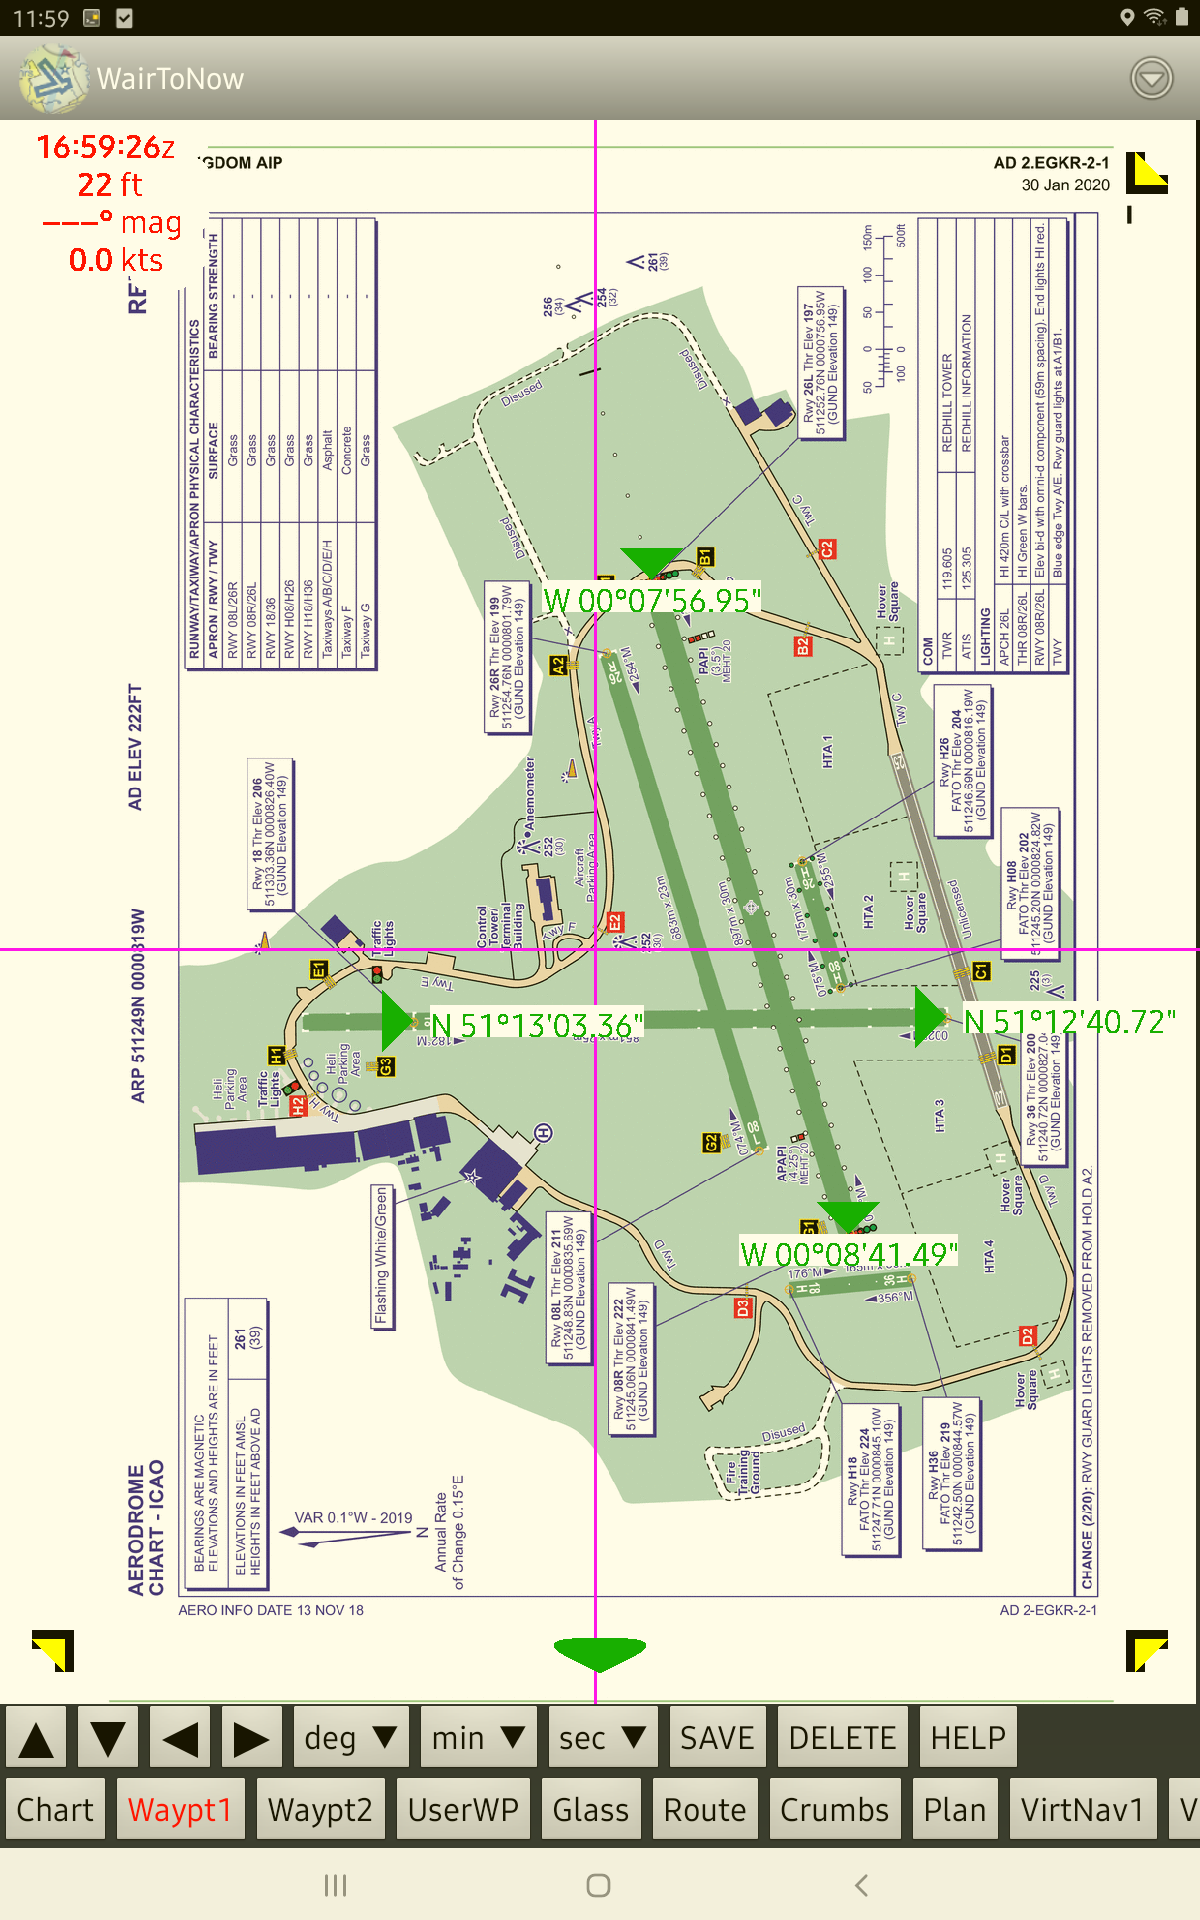 11:59
WairToNow
16:59:26z
22 ft
---° mag
0.0 kts
GDOM AIP
AD 2.EGKR-2-1
30 Jan 2020
RUNWAY/TAXIWAY/APRON PHYSICAL CHARACTERISTICS
APRON / RWY / TWY SURFACE BEARING STRENGTH
RWY 08L/26R Grass -
RWY 08R/26L Grass -
RWY 18/36 Grass -
RWY H08/H26 Grass -
RWY H18/H36 Grass -
Taxiways A/B/C/D/E/H Asphalt -
Taxiway F Concrete -
Taxiway G Grass -
AD ELEV 222FT
ARP 511249N 0000819W
AERODROME
CHART - ICAO
261
(39)
256
(34)
254
(32)
Disused
Disused
Disused
Rwy 26L Thr Elev 197
511252.76N 0000756.95W
(GUND Elevation 149)
50 0 50 100 150m
100 0 500ft
COM
TWR 119.605 REDHILL TOWER
ATIS 125.305 REDHILL INFORMATION
LIGHTING
APCH 26L HI 420m C/L with crossbar
THR 08R/26L HI Green W bars.
RWY 08R/26L Elev bi-d wth omni-d component (59m spacing). End lights HI red.
TWY Blue edge Twy A/E. Rwy guard lights at A1/B1.
Twy C
C2
B1
B2
Hover
Square
H
W 00°07'56.95"
Rwy 26R Thr Elev 199
511254.76N 0000801.79W
(GUND Elevation 149)
A2
Twy A
254°M
PAPI
(3.5°)
MEHT 20
Twy C
HTA 1
Rwy H26
FATO Thr Elev 204
511246.69N 0000816.19W
(GUND Elevation 149)
Rwy 18 Thr Elev 206
511303.36N 0000826.40W
(GUND Elevation 149)
Anemometer
252
(30)
Aircraft
Parking Area
Control
Tower/
Terminal
Building
Twy F
E2
252
683m x 23m
897m x 30m
175m x 30m
255°M
075°M
HTA 2
Hover
Square
H
Unlicensed
Rwy H08
FATO Thr Elev 202
511245.20N 0000824.82W
(GUND Elevation 149)
Traffic
Lights
E1
Twy E
C1
225
(3)
N 51°13'03.36"
N 51°12'40.72"
182°M
H1
G3
Heli
Parking
Area
Heli
Parking
Area
Traffic
Lights
H2
Twy H
D1
Rwy 36 Thr Elev 200
(GUND Elevation 149)
HTA 3
G2
074°M
APAPI
(4.25°)
MEHT 20
H
Hover
Square
Twy D
H
Flashing White/Green
Rwy 08L Thr Elev 211
511248.83N 0000835.69W
(GUND Elevation 149)
Rwy 08R Thr Elev 222
511245.06N 0000841.49W
(GUND Elevation 149)
Twy D
G1
W 00°08'41.49"
176°M
356°M
HTA 4
D3
D2
Hover
Square
H
Disused
Fire
Training
Ground
Rwy H18
FATO Thr Elev 224
511247.71N 0000845.10W
(GUND Elevation 149)
Rwy H36
FATO Thr Elev 219
511242.50N 0000844.57W
(GUND Elevation 149)
BEARINGS ARE MAGNETIC
ELEVATIONS AND HEIGHTS ARE IN FEET
ELEVATIONS IN FEET AMSL 261
HEIGHTS IN FEET ABOVE AD (39)
VAR 0.1°W - 2019
N
Annual Rate
of Change 0.15°E
CHANGE (2/20): RWY GUARD LIGHTS REMOVED FROM HOLD A2.
AERO INFO DATE 13 NOV 18
AD 2-EGKR-2-1
deg min sec SAVE DELETE HELP
Chart Waypt1 Waypt2 UserWP Glass Route Crumbs Plan VirtNav1 V